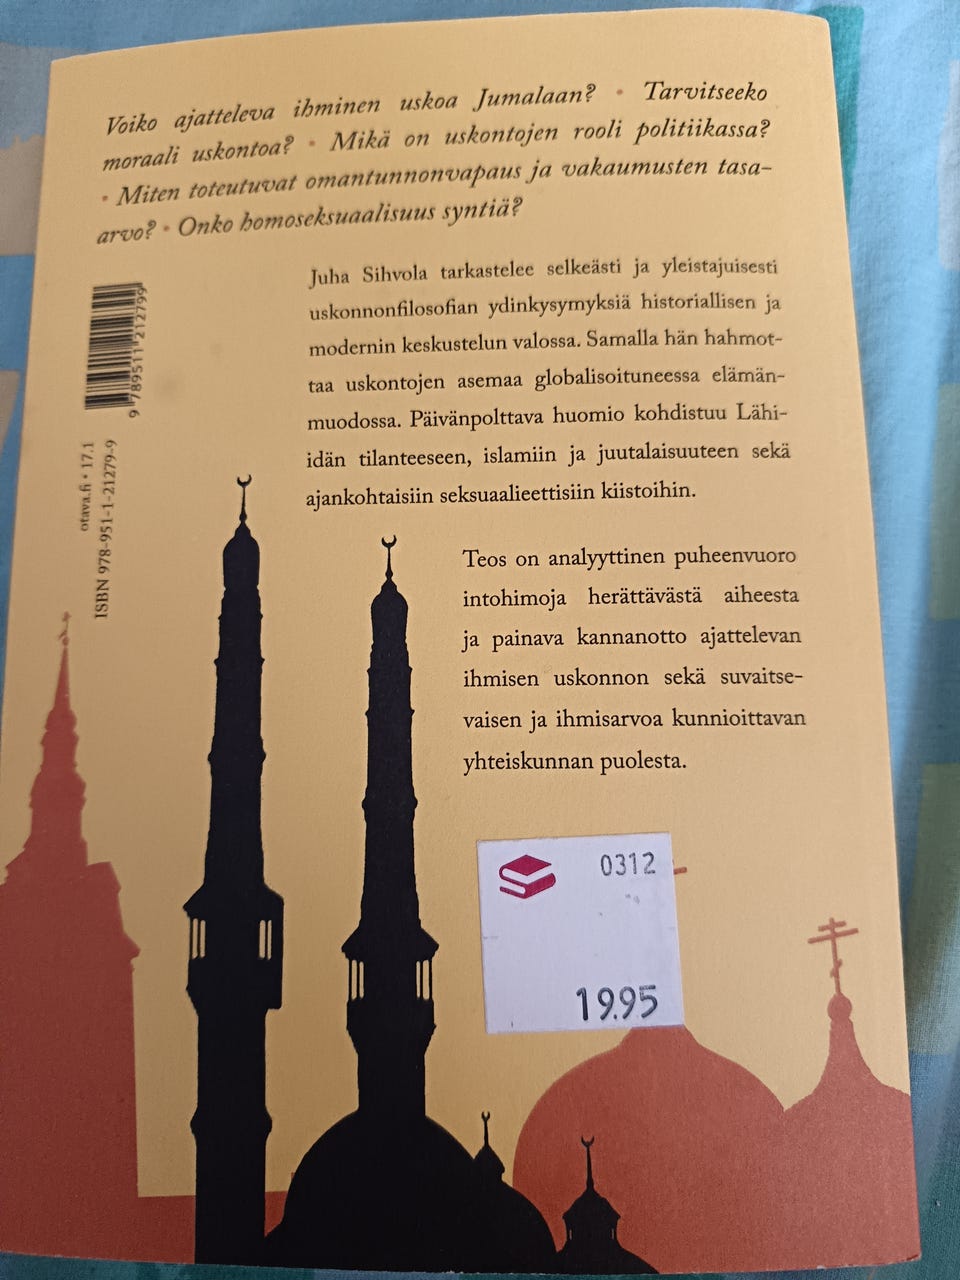 Voiko ajatteleva ihminen uskoa Jumalaan? • Tarvitseeko
moraali uskontoa? • Mikä on uskontojen rooli politiikassa?
• Miten toteutuvat omantunnonvapaus ja vakaumusten tasa-
arvo? • Onko homoseksuaalisuus syntiä?
Juha Sihvola tarkastelee selkeästi ja yleistajuisesti
uskonnonfilosofian ydinkysymyksiä historiallisen ja
modernin keskustelun valossa. Samalla hän hahmot-
taa uskontojen asemaa globalisoituneessa elämän-
muodossa. Päivänpolttava huomio kohdistuu Lähi-
idän tilanteeseen, islamiin ja juutalaisuuteen sekä
ajankohtaisiin seksuaalieettisiin kiistoihin.
Teos on analyyttinen puheenvuoro
intohimoja herättävästä aiheesta
ja painava kannanotto ajattelevan
ihmisen uskonnon sekä suvaitse-
vaisen ja ihmisarvoa kunnioittavan
yhteiskunnan puolesta.
9 789511 212799
otava.fi • 17.1
ISBN 978-951-1-21279-9
0312
19.95